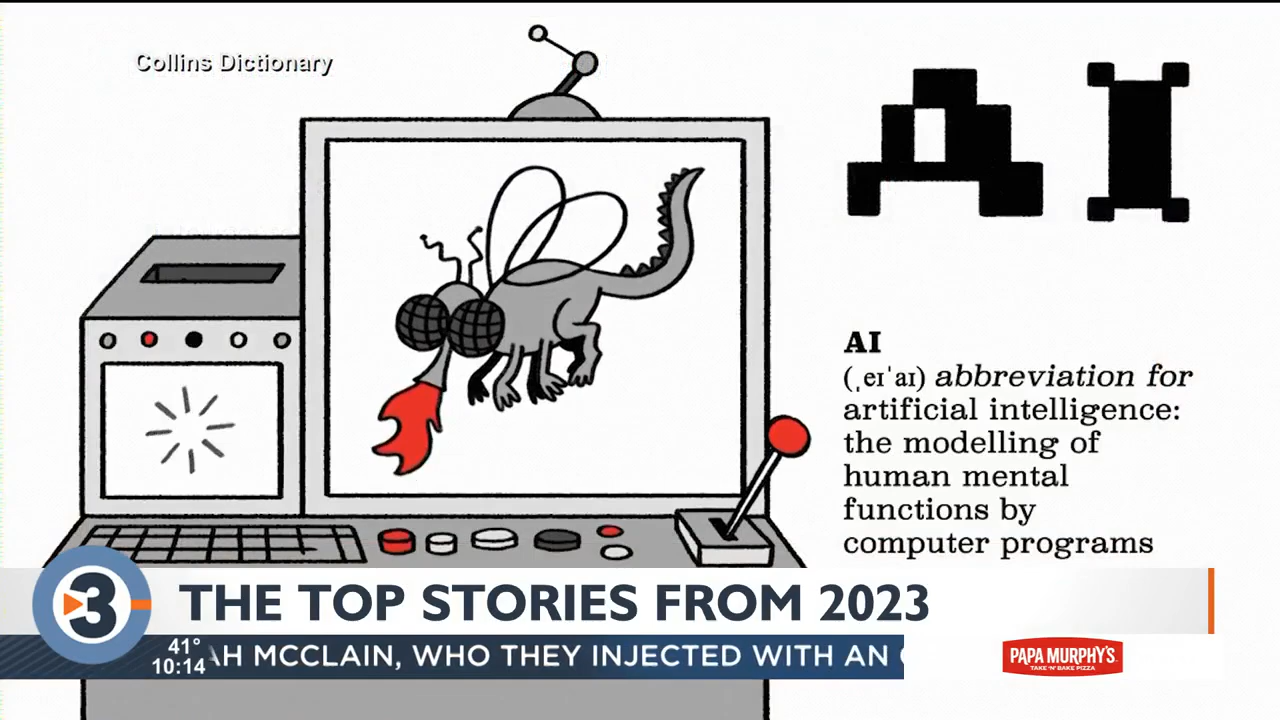 Collins Dictionary
AI
AI
(ˌeɪˈaɪ) abbreviation for
artificial intelligence:
the modelling of
human mental
functions by
computer programs
3
THE TOP STORIES FROM 2023
41°
10:14
AH MCCLAIN, WHO THEY INJECTED WITH AN
PAPA MURPHY'S
TAKE 'N' BAKE PIZZA